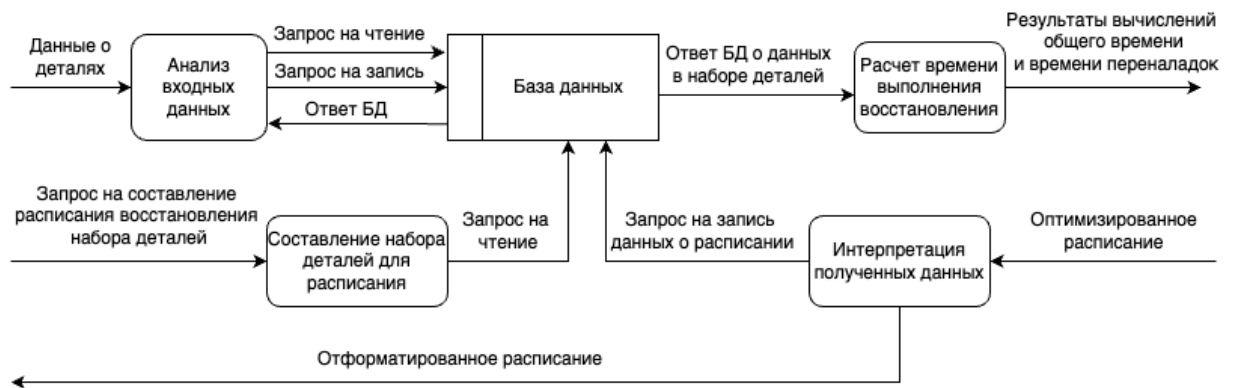 Данные о
деталях
Анализ
входных
данных
Запрос на чтение
Запрос на запись
Ответ БД
База данных
Ответ БД о данных
в наборе деталей
Расчет времени
выполнения
восстановления
Результаты вычислений
общего времени
и времени переналадок
Запрос на составление
расписания восстановления
набора деталей
Составление набора
деталей для
расписания
Запрос на
чтение
Запрос на запись
данных о расписании
Интерпретация
полученных данных
Оптимизированное
расписание
Отформатированное расписание